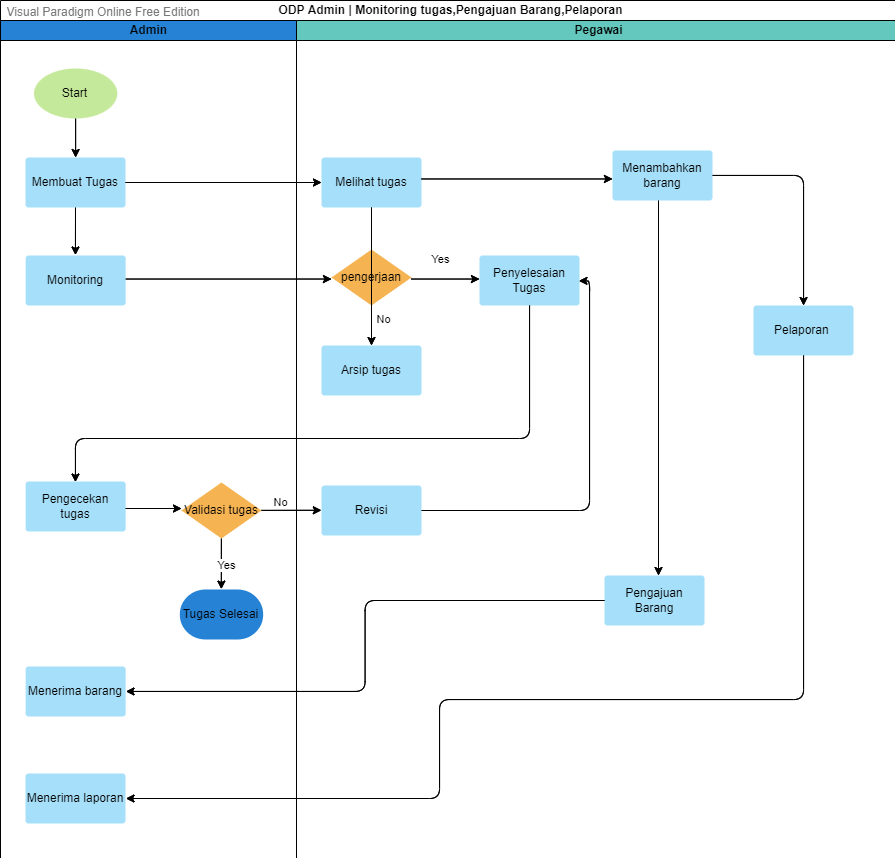 Visual Paradigm Online Free Edition
ODP Admin | Monitoring tugas,Pengajuan Barang,Pelaporan
Admin
Pegawai
Start
Membuat Tugas
Melihat tugas
Menambahkan
barang
Monitoring
pengerjaan
Yes
Penyelesaian
Tugas
No
Arsip tugas
Pelaporan
Pengecekan
tugas
Validasi tugas
No
Revisi
Yes
Tugas Selesai
Pengajuan
Barang
Menerima barang
Menerima laporan